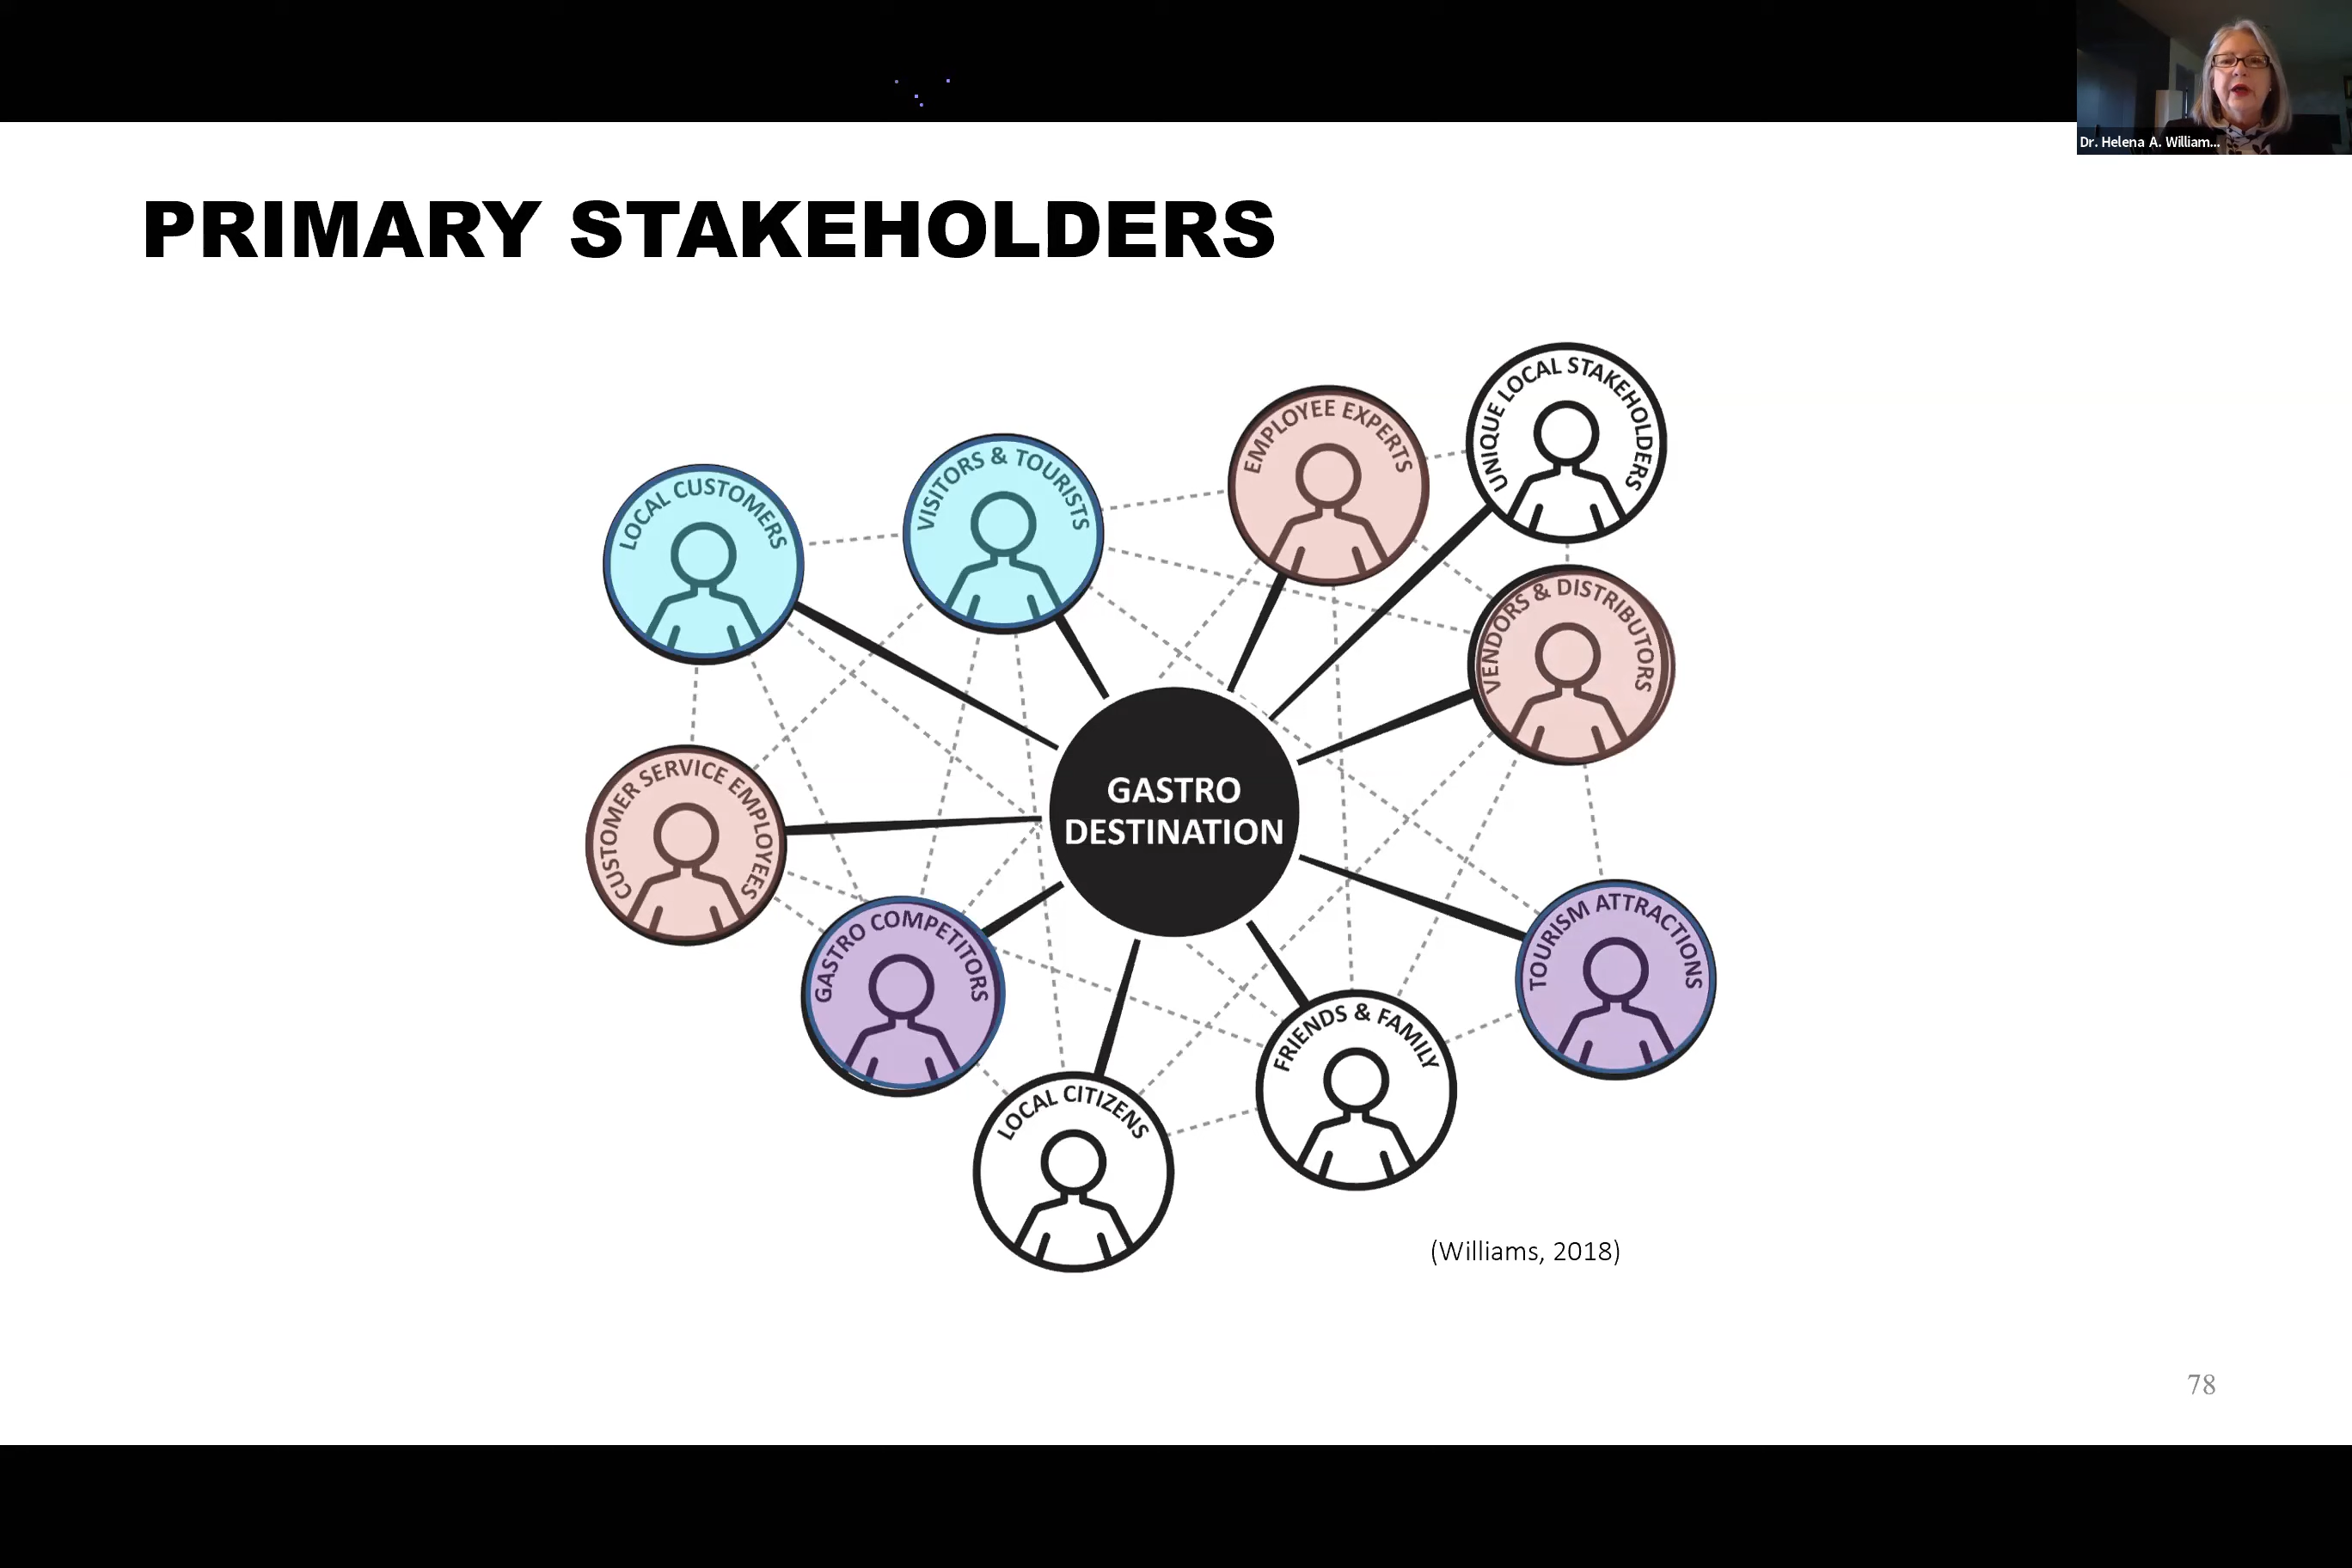 Dr. Helena A. William...
PRIMARY STAKEHOLDERS
UNIQUE LOCAL STAKEHOLDERS
EMPLOYEE EXPERTS
VISITORS & TOURISTS
LOCAL CUSTOMERS
VENDORS & DISTRIBUTORS
CUSTOMER SERVICE EMPLOYEES
GASTRO
DESTINATION
GASTRO COMPETITORS
TOURISM ATTRACTIONS
FRIENDS & FAMILY
LOCAL CITIZENS
(Williams, 2018)
78